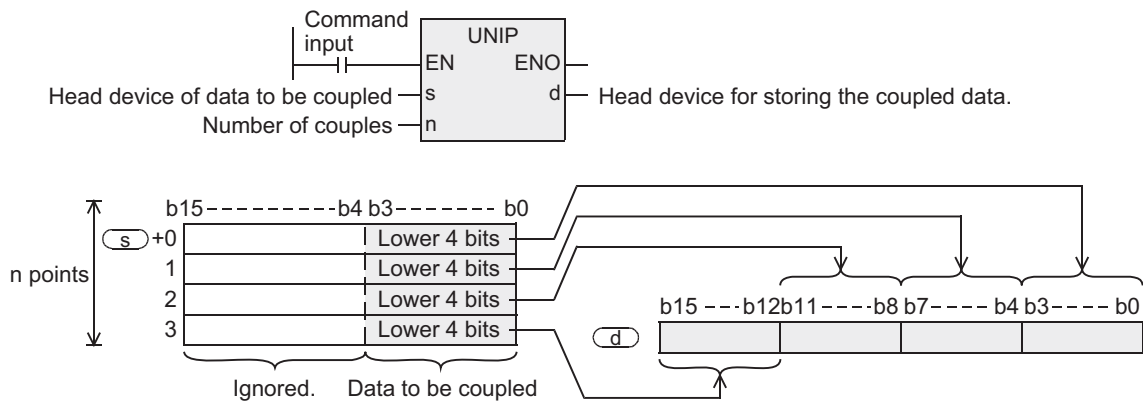 Command
input
UNIP
EN ENO
Head device of data to be coupled s d Head device for storing the coupled data.
Number of couples n
b15 - - - - - - - - - b4 b3 - - - - - - - b0
n points
s +0 Lower 4 bits
1 Lower 4 bits
2 Lower 4 bits
3 Lower 4 bits
b15 - - - b12 b11 - - - - b8 b7 - - - - b4 b3 - - - - b0
d
Ignored. Data to be coupled